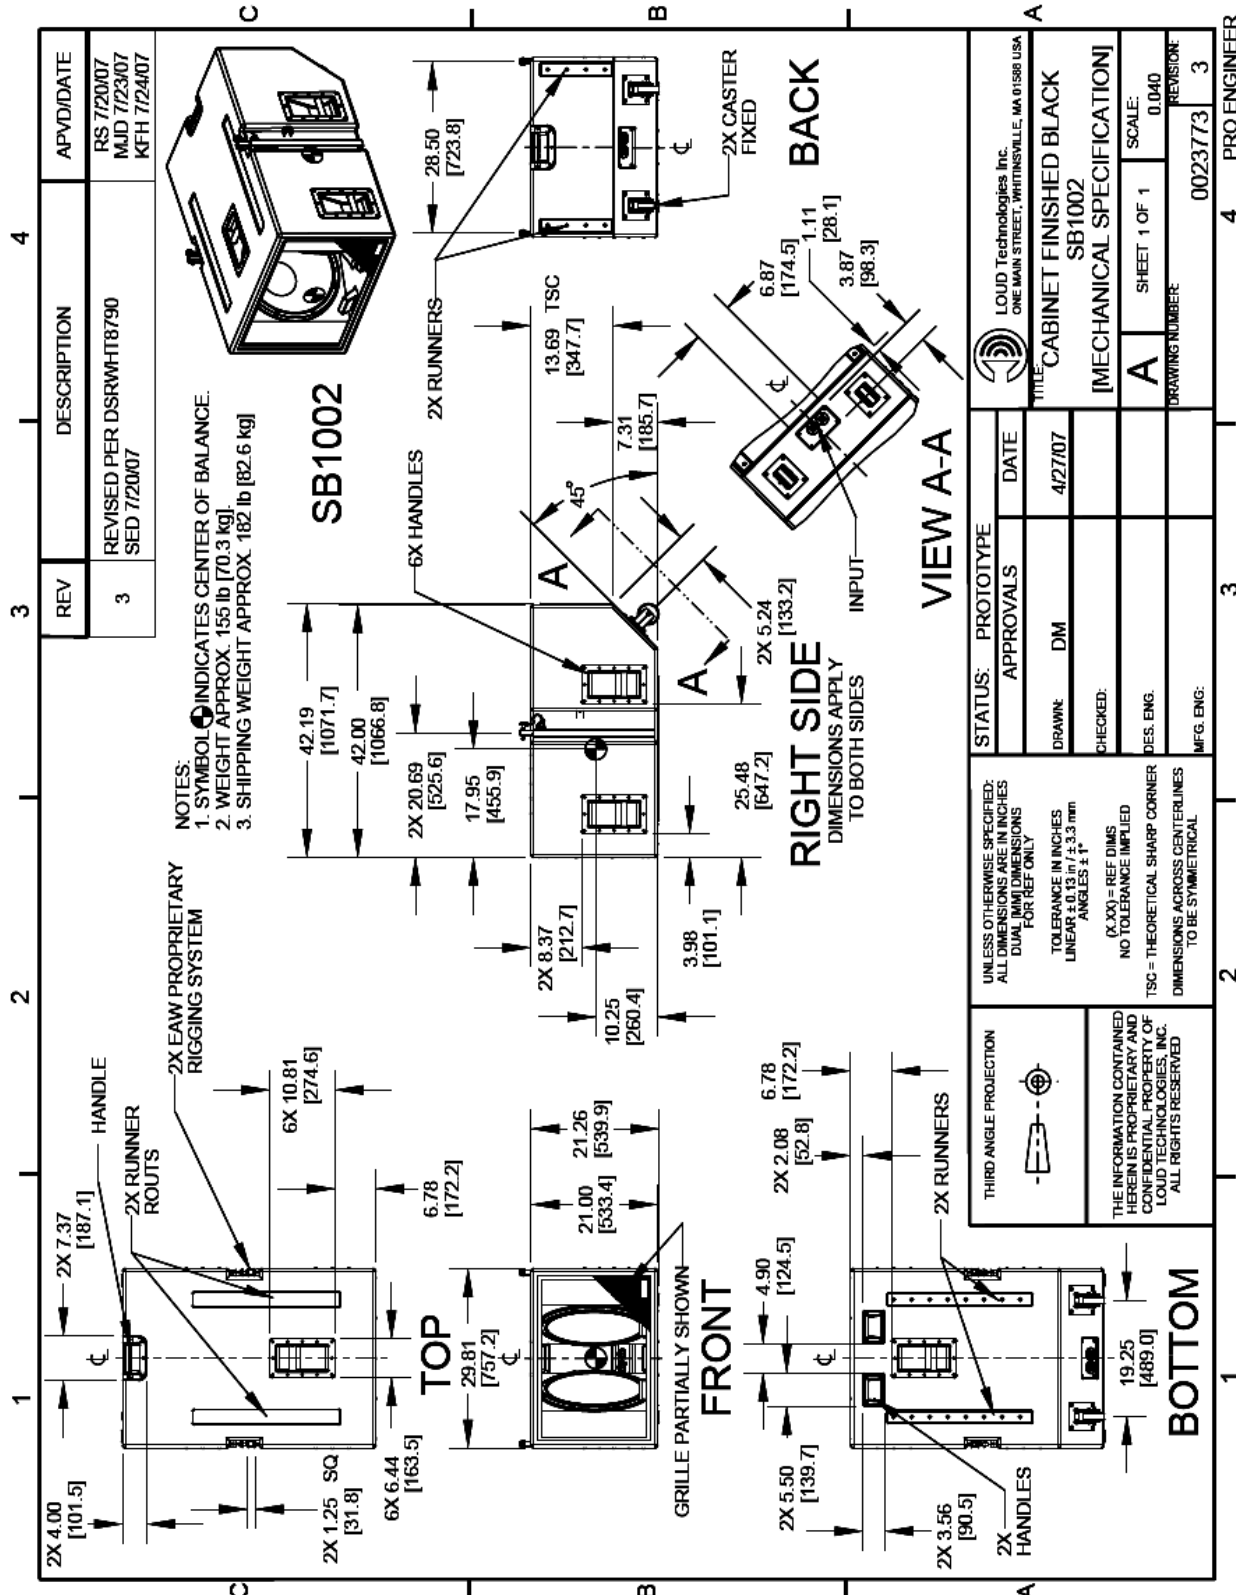 1
2
3
4
C
B
A
C
B
A
1
2
3
4
REV
DESCRIPTION
APVD/DATE
3
REVISED PER DSRWHT8790
SED 7/20/07
RS 7/20/07
MJD 7/23/07
KFH 7/24/07
NOTES:
1. SYMBOL INDICATES CENTER OF BALANCE.
2. WEIGHT APPROX. 155 lb [70.3 kg].
3. SHIPPING WEIGHT APPROX. 182 lb [82.6 kg]
SB1002
2X 4.00
[101.5]
2X 7.37
[187.1]
HANDLE
2X RUNNER
ROUTS
2X EAW PROPRIETARY
RIGGING SYSTEM
6X 10.81
[274.6]
6.78
[172.2]
2X 1.25 SQ
[31.8]
6X 6.44
[163.5]
TOP
29.81
[757.2]
21.00
[533.4]
21.26
[539.9]
GRILLE PARTIALLY SHOWN
FRONT
42.19
[1071.7]
42.00
[1066.8]
2X 20.69
[525.6]
17.95
[455.9]
2X 8.37
[212.7]
10.25
[260.4]
3.98
[101.1]
25.48
[647.2]
6X HANDLES
45°
A
A
2X 5.24
[133.2]
7.31
[185.7]
13.69 TSC
[347.7]
RIGHT SIDE
DIMENSIONS APPLY
TO BOTH SIDES
2X RUNNERS
28.50
[723.8]
2X CASTER
FIXED
BACK
6.87
[174.5]
1.11
[28.1]
3.87
[98.3]
INPUT
VIEW A-A
4.90
[124.5]
2X 2.08
[52.8]
6.78
[172.2]
2X RUNNERS
2X 5.50
[139.7]
2X 3.56
[90.5]
2X
HANDLES
19.25
[489.0]
BOTTOM
THIRD ANGLE PROJECTION
THE INFORMATION CONTAINED
HEREIN IS PROPRIETARY AND
CONFIDENTIAL PROPERTY OF
LOUD TECHNOLOGIES, INC.
ALL RIGHTS RESERVED
UNLESS OTHERWISE SPECIFIED:
ALL DIMENSIONS ARE IN INCHES
DUAL [MM] DIMENSIONS
FOR REF ONLY
TOLERANCE IN INCHES
LINEAR ± 0.13 in / ± 3.3 mm
ANGLES ± 1°
(X.XX) = REF DIMS
NO TOLERANCE IMPLIED
TSC = THEORETICAL SHARP CORNER
DIMENSIONS ACROSS CENTERLINES
TO BE SYMMETRICAL
STATUS: PROTOTYPE
APPROVALS
DATE
DRAWN: DM
4/27/07
CHECKED:
DES. ENG.
MFG. ENG:
LOUD Technologies Inc.
ONE MAIN STREET, WHITINSVILLE, MA 01588 USA
TITLE:
CABINET FINISHED BLACK
SB1002
[MECHANICAL SPECIFICATION]
A
SHEET 1 OF 1
SCALE:
0.040
DRAWING NUMBER:
0023773
REVISION:
3
PRO ENGINEER